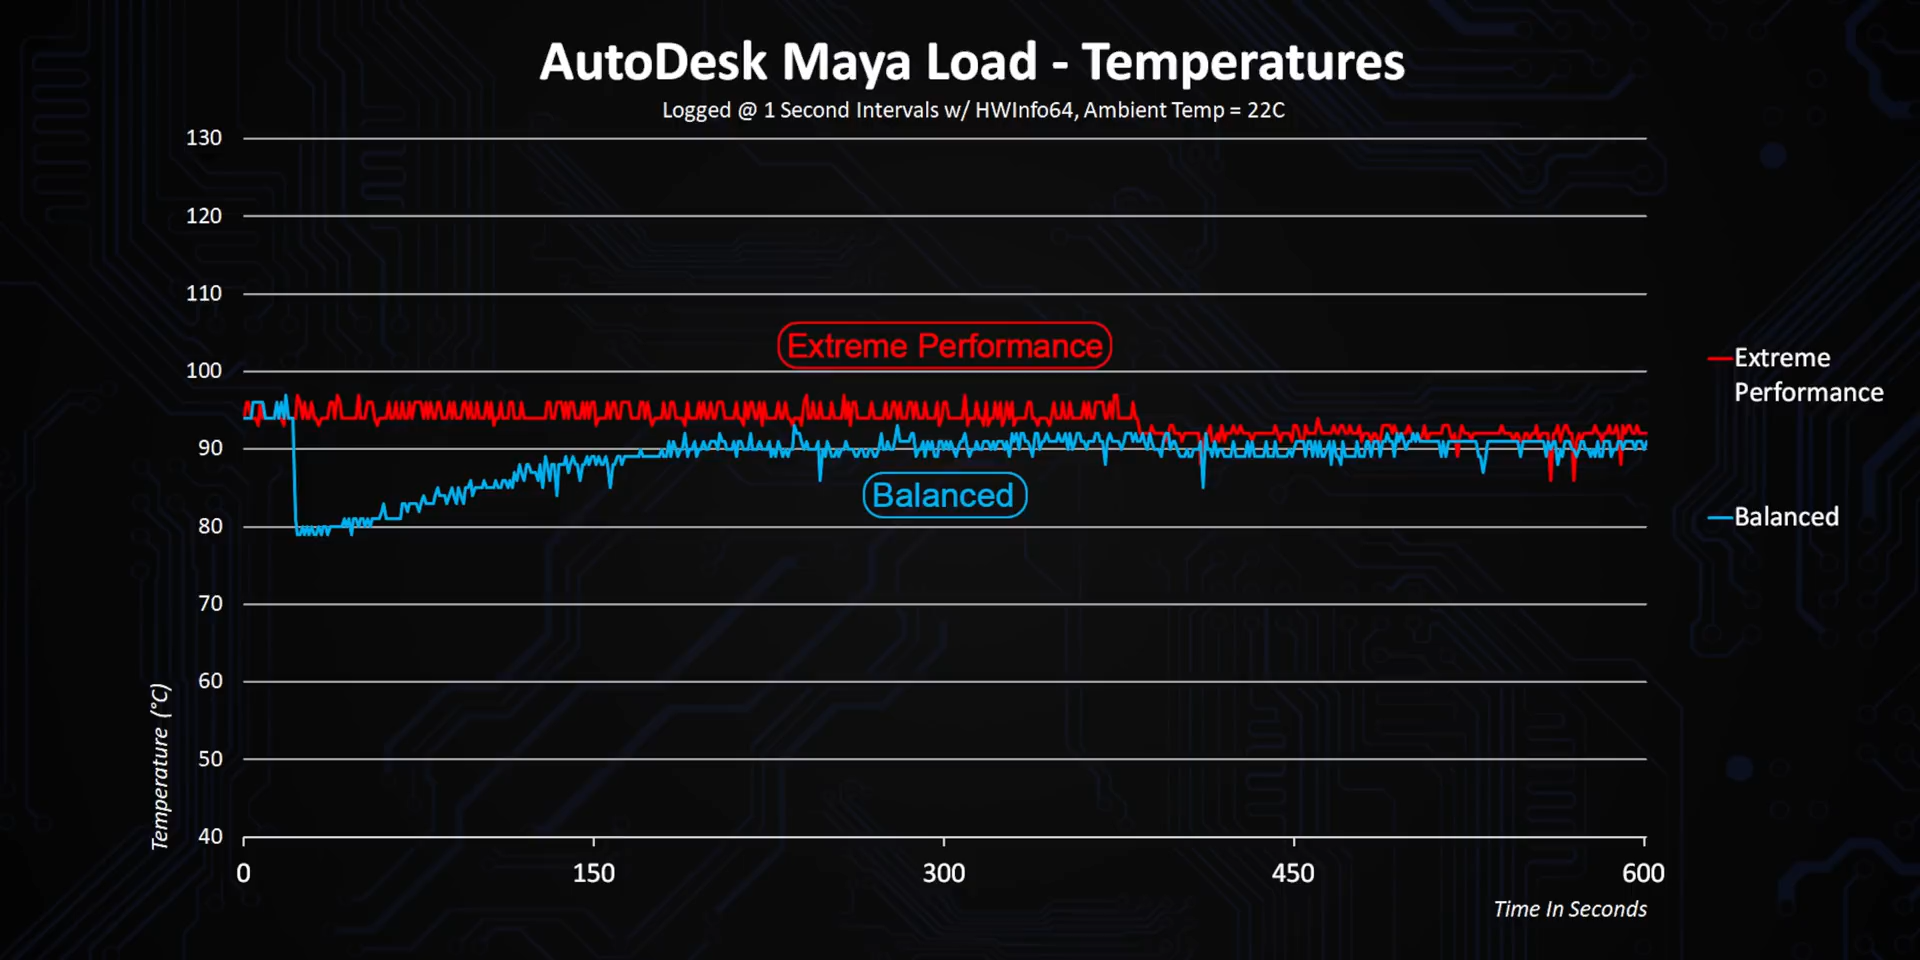 AutoDesk Maya Load - Temperatures
Logged @ 1 Second Intervals w/ HWInfo64, Ambient Temp = 22C
130
120
110
Extreme Performance
100
Extreme
Performance
90
Balanced
80
Balanced
70
60
50
40
Temperature (°C)
0 150 300 450 600
Time In Seconds